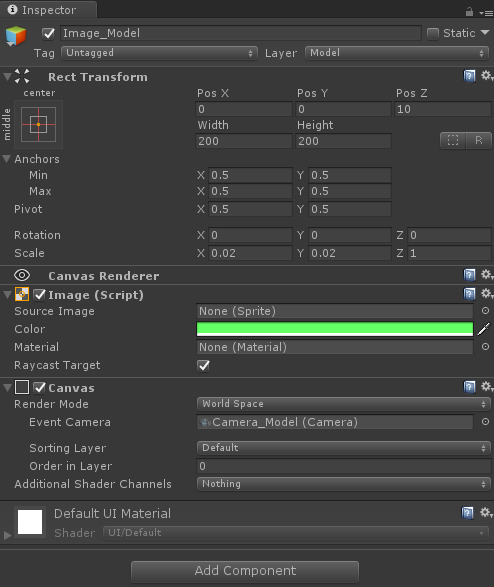 Inspector
Image_Model Static
Tag Untagged Layer Model
Rect Transform
center Pos X Pos Y Pos Z
middle 0 0 10
Width Height
200 200 R
Anchors
Min X 0.5 Y 0.5
Max X 0.5 Y 0.5
Pivot X 0.5 Y 0.5
Rotation X 0 Y 0 Z 0
Scale X 0.02 Y 0.02 Z 1
Canvas Renderer
Image (Script)
Source Image None (Sprite)
Color
Material None (Material)
Raycast Target
Canvas
Render Mode World Space
Event Camera Camera_Model (Camera)
Sorting Layer Default
Order in Layer 0
Additional Shader Channels Nothing
Default UI Material
Shader UI/Default
Add Component